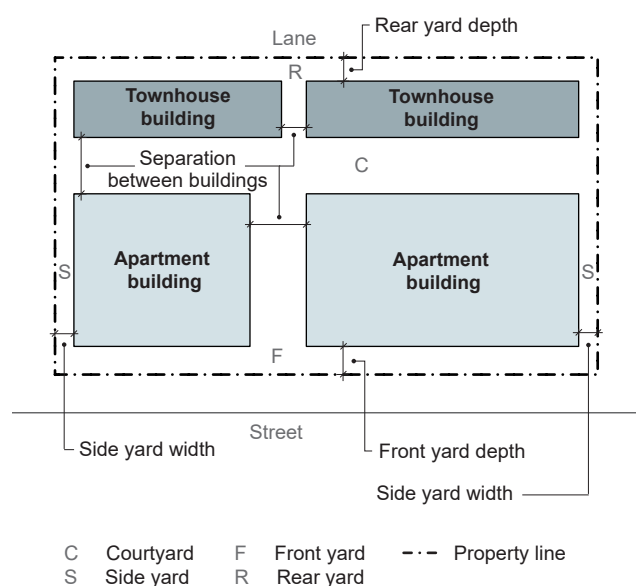 Lane
Rear yard depth
R
Townhouse
building
Townhouse
building
Separation
between buildings
C
Apartment
building
Apartment
building
S
S
F
Street
Side yard width
Front yard depth
Side yard width
C Courtyard F Front yard Property line
S Side yard R Rear yard